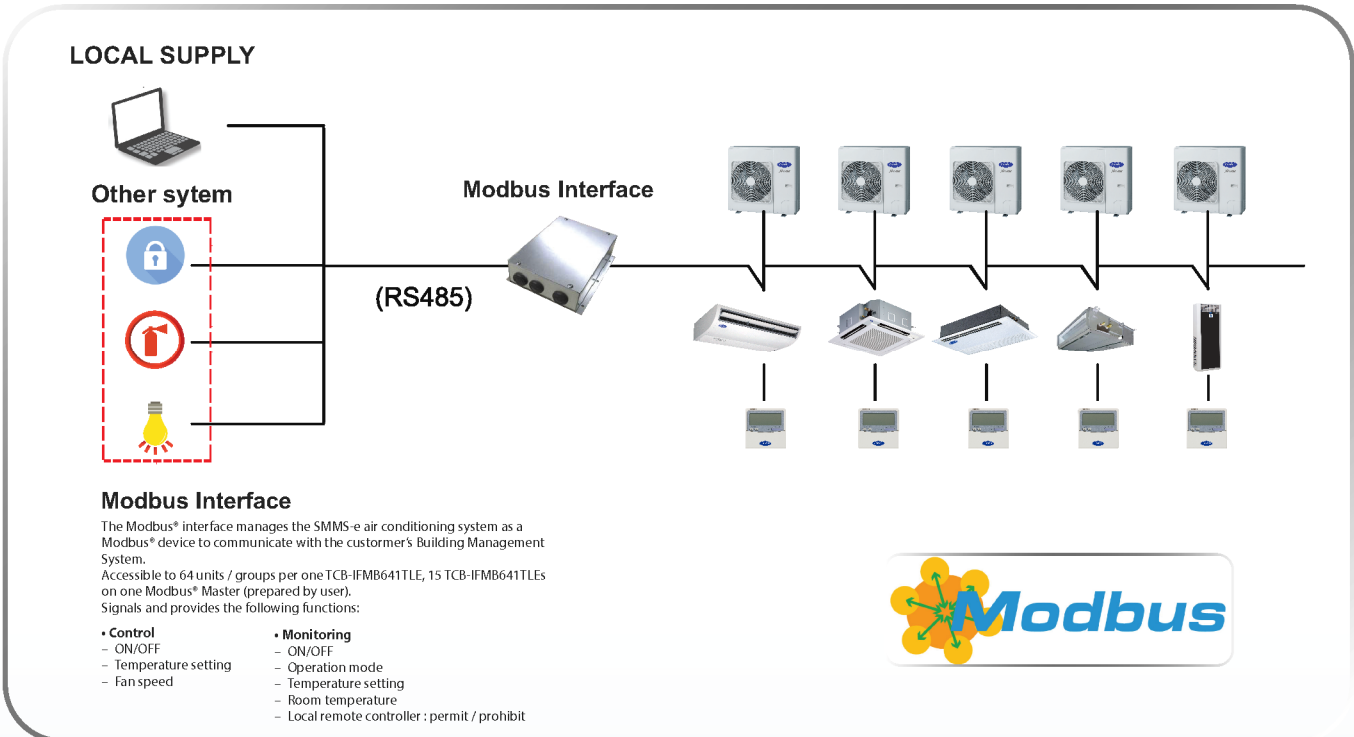 LOCAL SUPPLY
Other sytem
Modbus Interface
(RS485)
Modbus Interface
The Modbus® interface manages the SMMS-e air conditioning system as a
Modbus® device to communicate with the custormer's Building Management
System.
Accessible to 64 units / groups per one TCB-IFMB641TLE, 15 TCB-IFMB641TLEs
on one Modbus® Master (prepared by user).
Signals and provides the following functions:
• Control
– ON/OFF
– Temperature setting
– Fan speed
• Monitoring
– ON/OFF
– Operation mode
– Temperature setting
– Room temperature
– Local remote controller : permit / prohibit
Modbus